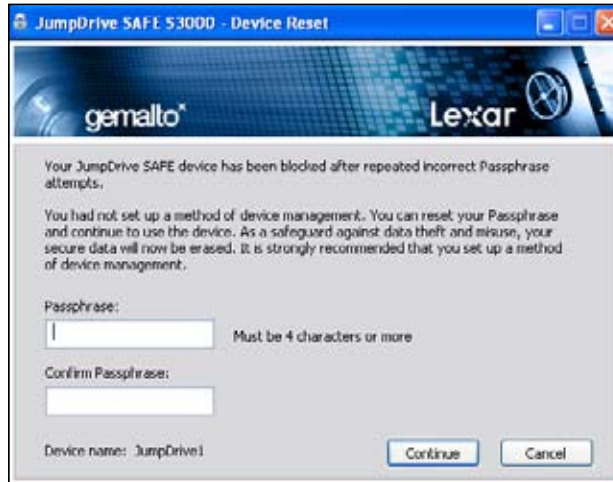 JumpDrive SAFE S3000 - Device Reset
gemalto×
Lexar
Your JumpDrive SAFE device has been blocked after repeated incorrect Passphrase
attempts.
You had not set up a method of device management. You can reset your Passphrase
and continue to use the device. As a safeguard against data theft and misuse, your
secure data will now be erased. It is strongly recommended that you set up a method
of device management.
Passphrase:
Must be 4 characters or more
Confirm Passphrase:
Device name: JumpDrive1
Continue
Cancel